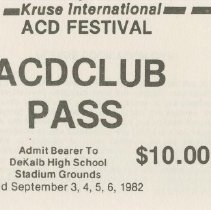 Kruse International
ACD FESTIVAL
ACDCLUB
PASS
Admit Bearer To
DeKalb High School
Stadium Grounds
$10.00
September 3, 4, 5, 6, 1982